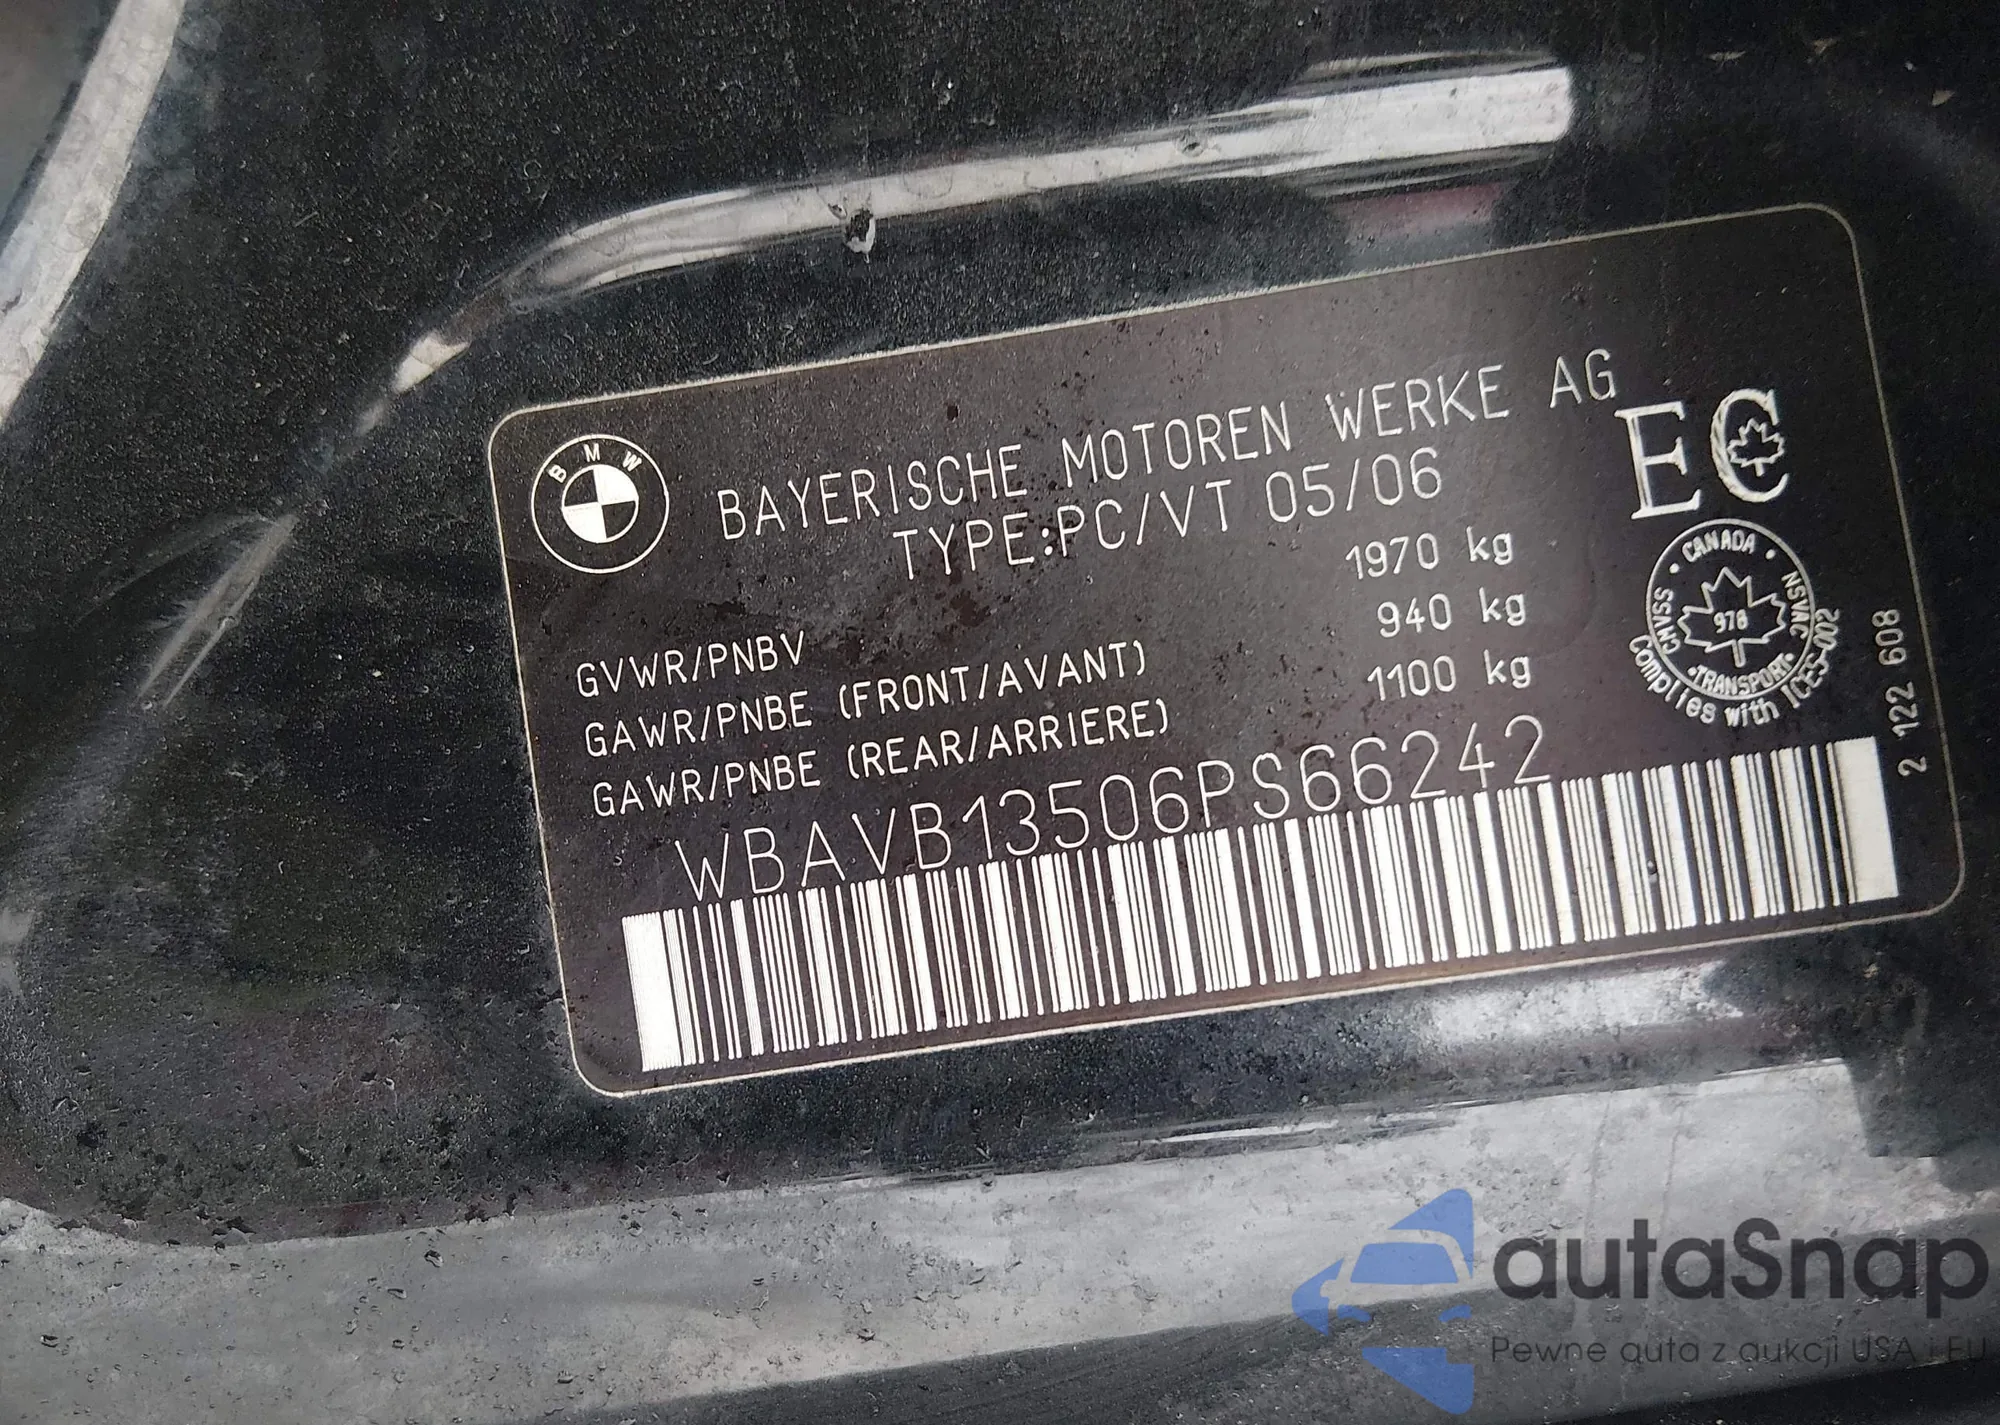 BMW
BAYERISCHE MOTOREN WERKE AG
TYPE:PC/VT 05/06
GVWR/PNBV 1970 kg
GAWR/PNBE (FRONT/AVANT) 940 kg
GAWR/PNBE (REAR/ARRIERE) 1100 kg
WBAVB13506PS66242
EC
CANADA
CMVSS NSVAC
978
TRANSPORT
Complies with ICES-002
2 122 608
autaSnap
Pewne auta z aukcji USA i EU